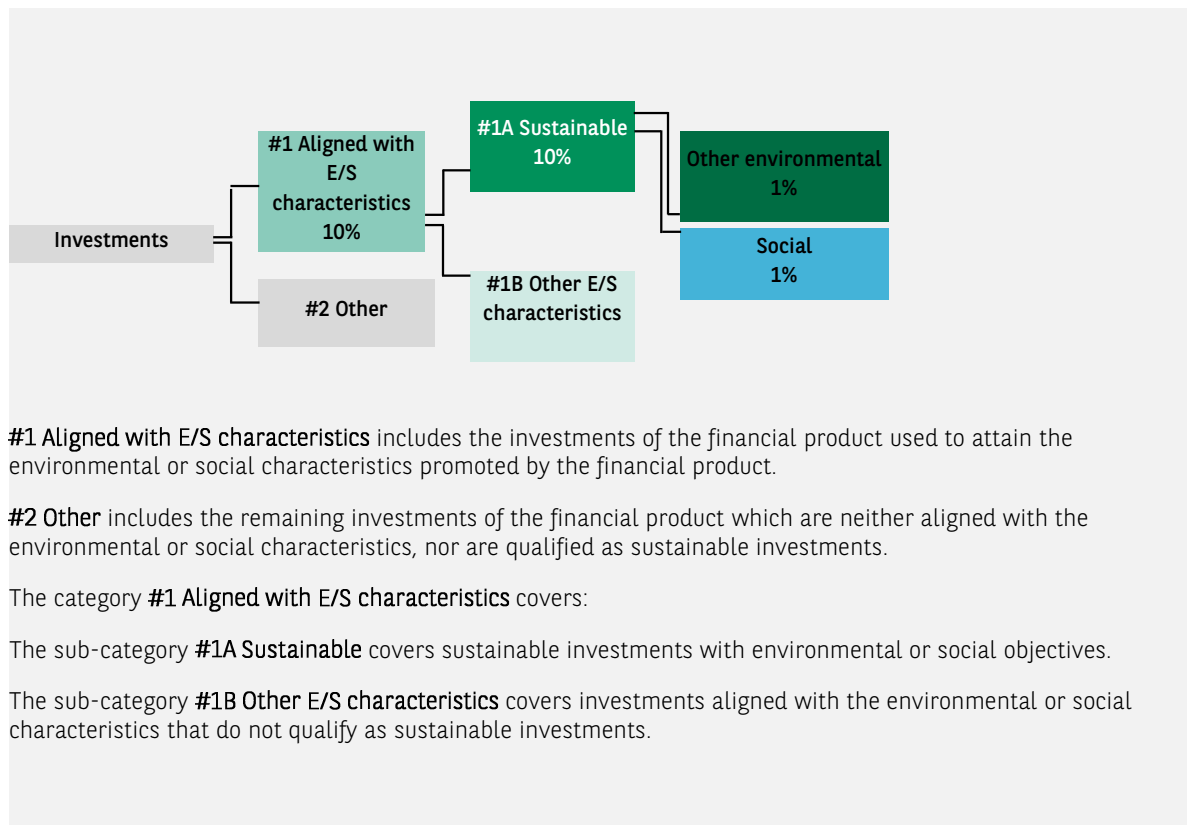 Investments
#1 Aligned with
E/S
characteristics
10%
#2 Other
#1A Sustainable
10%
#1B Other E/S
characteristics
Other environmental
1%
Social
1%
#1 Aligned with E/S characteristics includes the investments of the financial product used to attain the
environmental or social characteristics promoted by the financial product.
#2 Other includes the remaining investments of the financial product which are neither aligned with the
environmental or social characteristics, nor are qualified as sustainable investments.
The category #1 Aligned with E/S characteristics covers:
The sub-category #1A Sustainable covers sustainable investments with environmental or social objectives.
The sub-category #1B Other E/S characteristics covers investments aligned with the environmental or social
characteristics that do not qualify as sustainable investments.